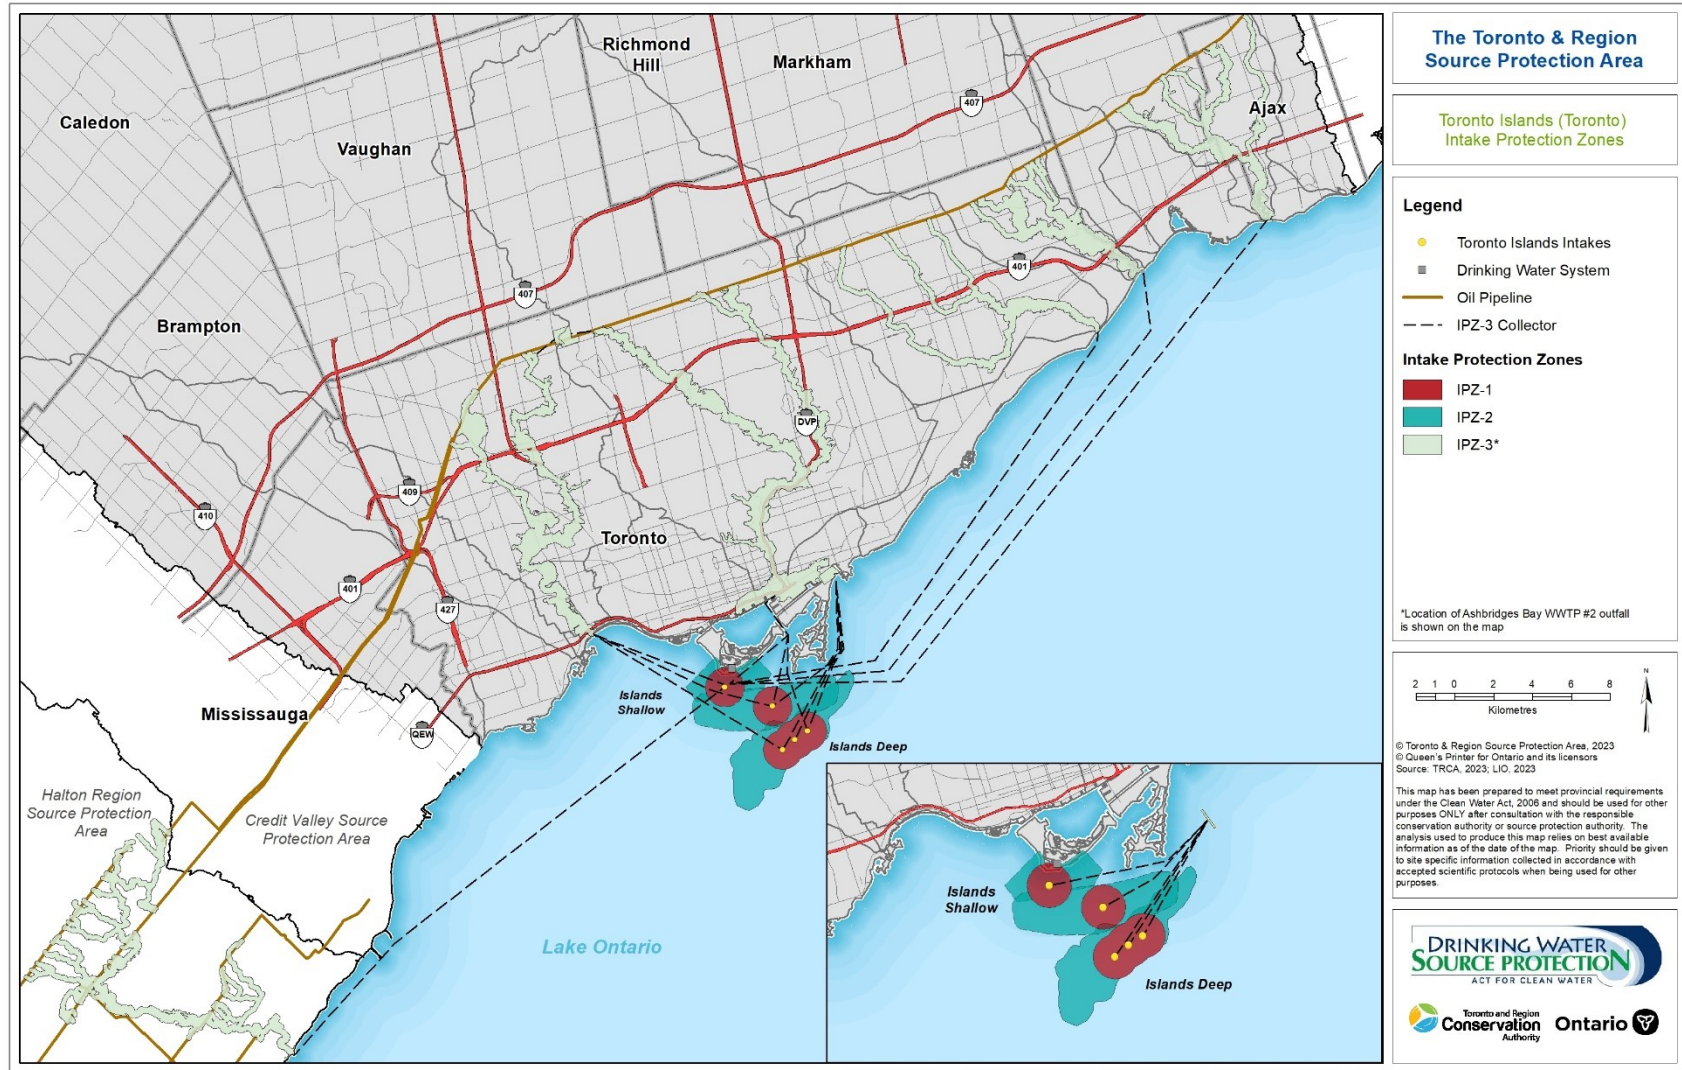 Richmond
Hill
Markham
Caledon
Vaughan
Ajax
Brampton
Toronto
Mississauga
407
407
401
DVP
409
410
401
427
QEW
Islands
Shallow
Islands Deep
Halton Region
Source Protection
Area
Credit Valley Source
Protection Area
Lake Ontario
Islands
Shallow
Islands Deep
The Toronto & Region
Source Protection Area
Toronto Islands (Toronto)
Intake Protection Zones
Legend
Toronto Islands Intakes
Drinking Water System
Oil Pipeline
IPZ-3 Collector
Intake Protection Zones
IPZ-1
IPZ-2
IPZ-3*
*Location of Ashbridges Bay WWTP #2 outfall
is shown on the map
2 1 0 2 4 6 8
Kilometres
N
© Toronto & Region Source Protection Area, 2023
© Queen's Printer for Ontario and its licensors
Source: TRCA, 2023; LIO, 2023
This map has been prepared to meet provincial requirements
under the Clean Water Act, 2006 and should be used for other
purposes ONLY after consultation with the responsible
conservation authority or source protection authority. The
analysis used to produce this map relies on best available
information as of the date of the map. Priority should be given
to site specific information collected in accordance with
accepted scientific protocols when being used for other
purposes.
DRINKING WATER
SOURCE PROTECTION
ACT FOR CLEAN WATER
Toronto and Region
Conservation
Authority
Ontario